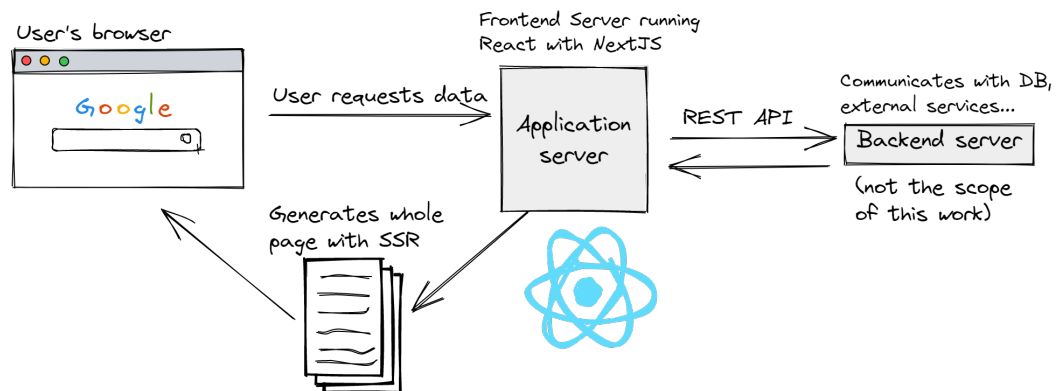 User's browser
Google
User requests data
Frontend Server running
React with NextJS
Application
server
REST API
Communicates with DB,
external services...
Backend server
(not the scope
of this work)
Generates whole
page with SSR